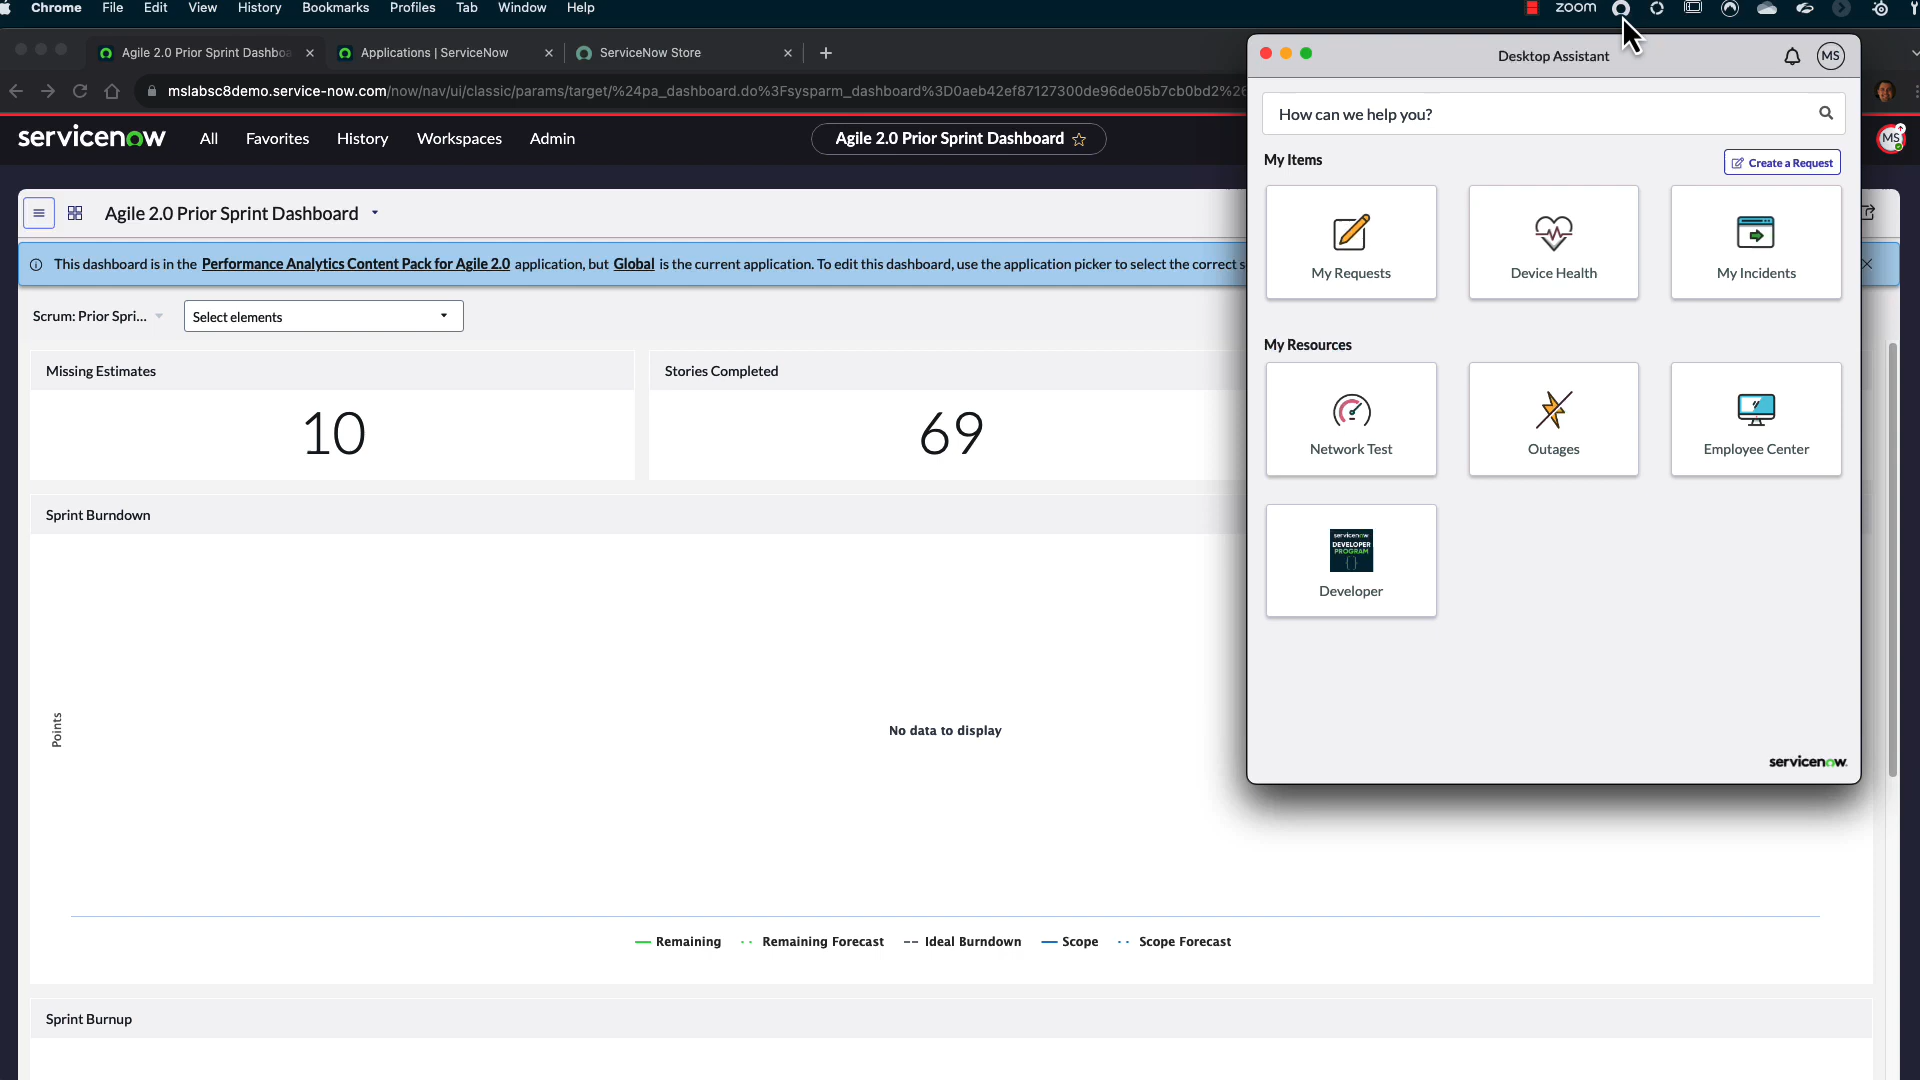 Chrome File Edit View History Bookmarks Profiles Tab Window Help
zoom
Agile 2.0 Prior Sprint Dashboa
Applications | ServiceNow
ServiceNow Store
mslabsc8demo.service-now.com/now/nav/ui/classic/params/target/%24pa_dashboard.do%3Fsysparm_dashboard%3D0aeb42ef87127300de96de05b7cb0bd2%26
servicenow
All Favorites History Workspaces Admin
Agile 2.0 Prior Sprint Dashboard
MS
Agile 2.0 Prior Sprint Dashboard
This dashboard is in the Performance Analytics Content Pack for Agile 2.0 application, but Global is the current application. To edit this dashboard, use the application picker to select the correct s
Scrum: Prior Spri...
Select elements
Missing Estimates
10
Stories Completed
69
Sprint Burndown
Points
No data to display
Remaining Remaining Forecast Ideal Burndown Scope Scope Forecast
Sprint Burnup
Desktop Assistant
MS
How can we help you?
My Items
Create a Request
My Requests
Device Health
My Incidents
My Resources
Network Test
Outages
Employee Center
servicenow
DEVELOPER
PROGRAM
{ }
Developer
servicenow.